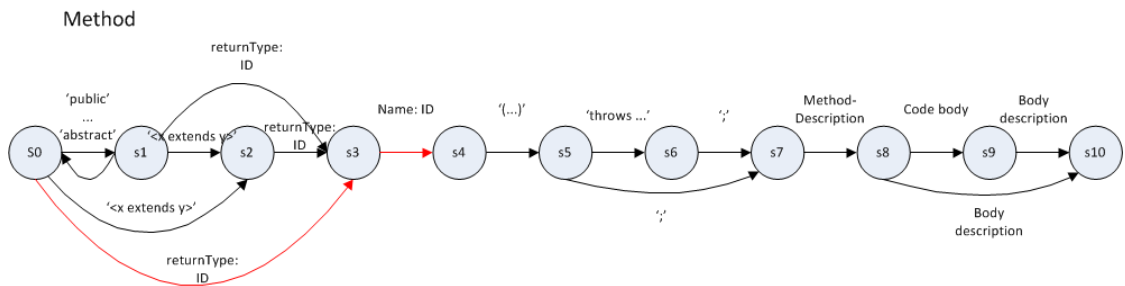 Method
returnType:
ID
‘public’
...
‘abstract’
‘<x extends y>’
returnType:
ID
Name: ID
‘(...)’
‘throws ...’
‘;’
Method-
Description
Code body
Body
description
S0
s1
s2
s3
s4
s5
s6
s7
s8
s9
s10
‘<x extends y>’
‘;’
Body
description
returnType:
ID